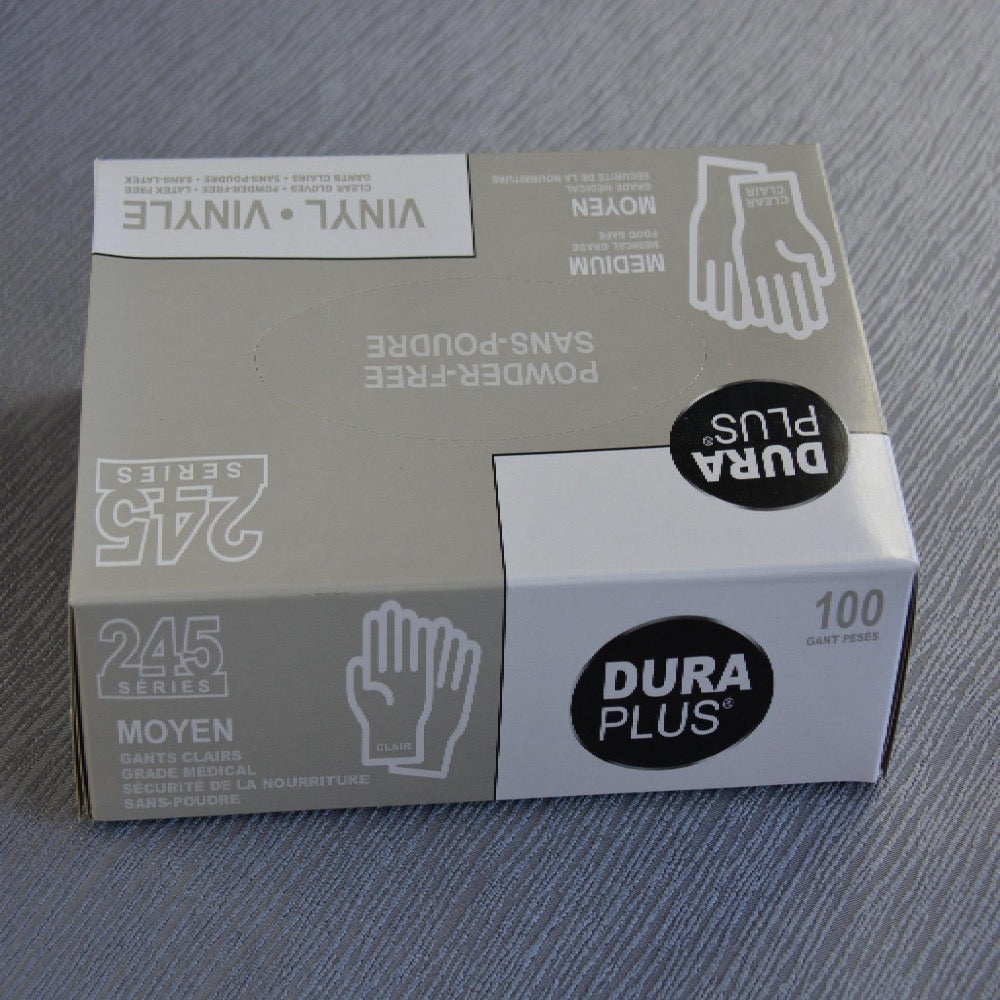 VINYL • VINYLE
CLEAR GLOVES • POWDER-FREE • LATEX FREE
GANTS CLAIRS • SANS-POUDRE • SANS-LATEX
MEDIUM
MEDICAL GRADE
FOOD SAFE
MOYEN
GRADE MÉDICAL
SÉCURITÉ DE LA NOURRITURE
CLEAR
CLAIR
POWDER-FREE
SANS-POUDRE
DURA
PLUS®
245
SERIES
245
SÉRIES
MOYEN
GANTS CLAIRS
GRADE MÉDICAL
SÉCURITÉ DE LA NOURRITURE
SANS-POUDRE
CLAIR
DURA
PLUS®
100
GANT PESÉS